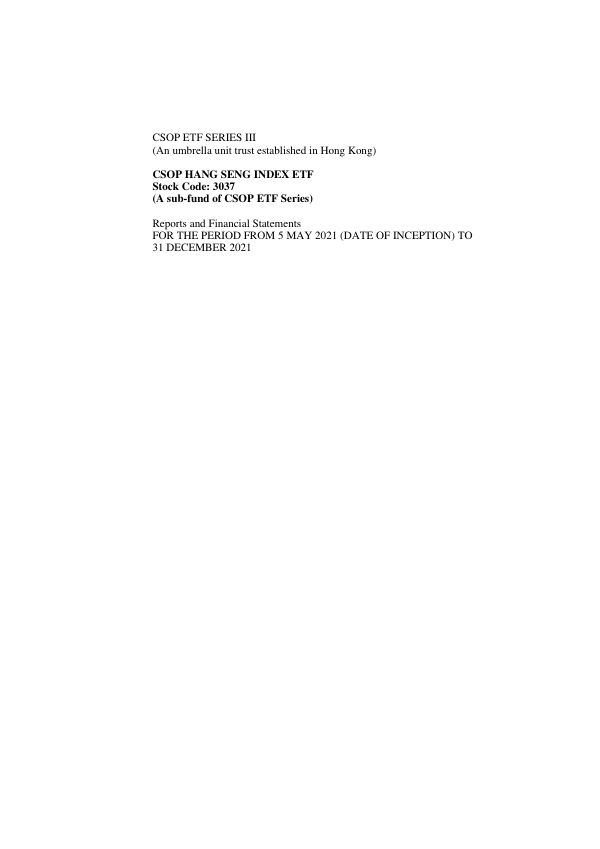 CSOP ETF SERIES III
(An umbrella unit trust established in Hong Kong)
CSOP HANG SENG INDEX ETF
Stock Code: 3037
(A sub-fund of CSOP ETF Series)
Reports and Financial Statements
FOR THE PERIOD FROM 5 MAY 2021 (DATE OF INCEPTION) TO
31 DECEMBER 2021